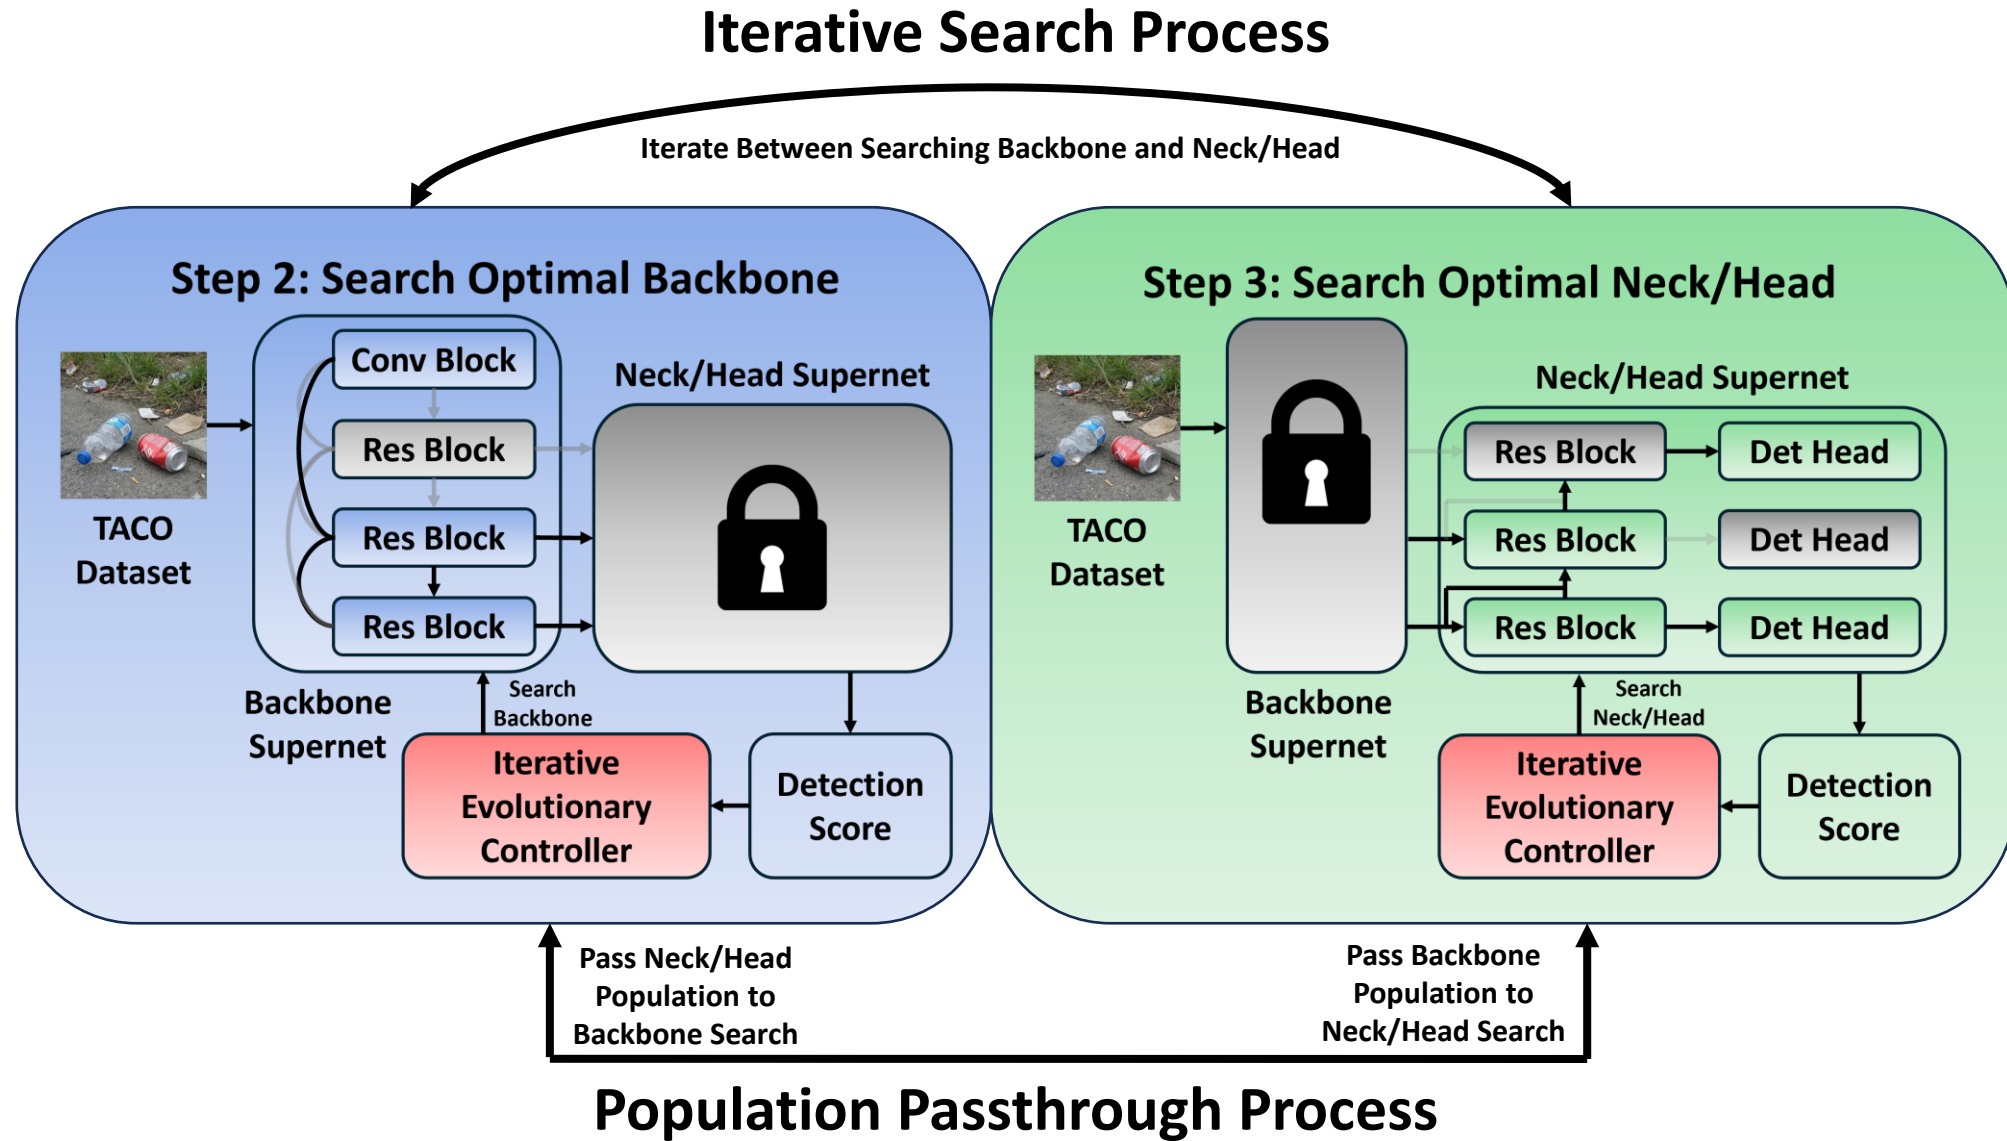 Iterative Search Process
Iterate Between Searching Backbone and Neck/Head
Step 2: Search Optimal Backbone
Conv Block
Res Block
Res Block
Res Block
TACO
Dataset
Neck/Head Supernet
Backbone
Supernet
Search
Backbone
Iterative
Evolutionary
Controller
Detection
Score
Step 3: Search Optimal Neck/Head
TACO
Dataset
Neck/Head Supernet
Res Block
Det Head
Res Block
Det Head
Res Block
Det Head
Backbone
Supernet
Search
Neck/Head
Iterative
Evolutionary
Controller
Detection
Score
Pass Neck/Head
Population to
Backbone Search
Pass Backbone
Population to
Neck/Head Search
Population Passthrough Process